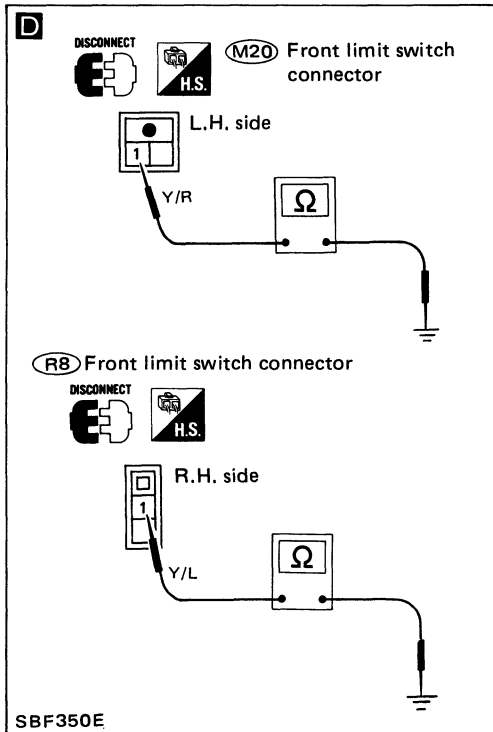 D
DISCONNECT
H.S.
M20 Front limit switch
connector
L.H. side
1
Y/R
Ω
R8 Front limit switch connector
DISCONNECT
H.S.
R.H. side
1
Y/L
Ω
SBF350E